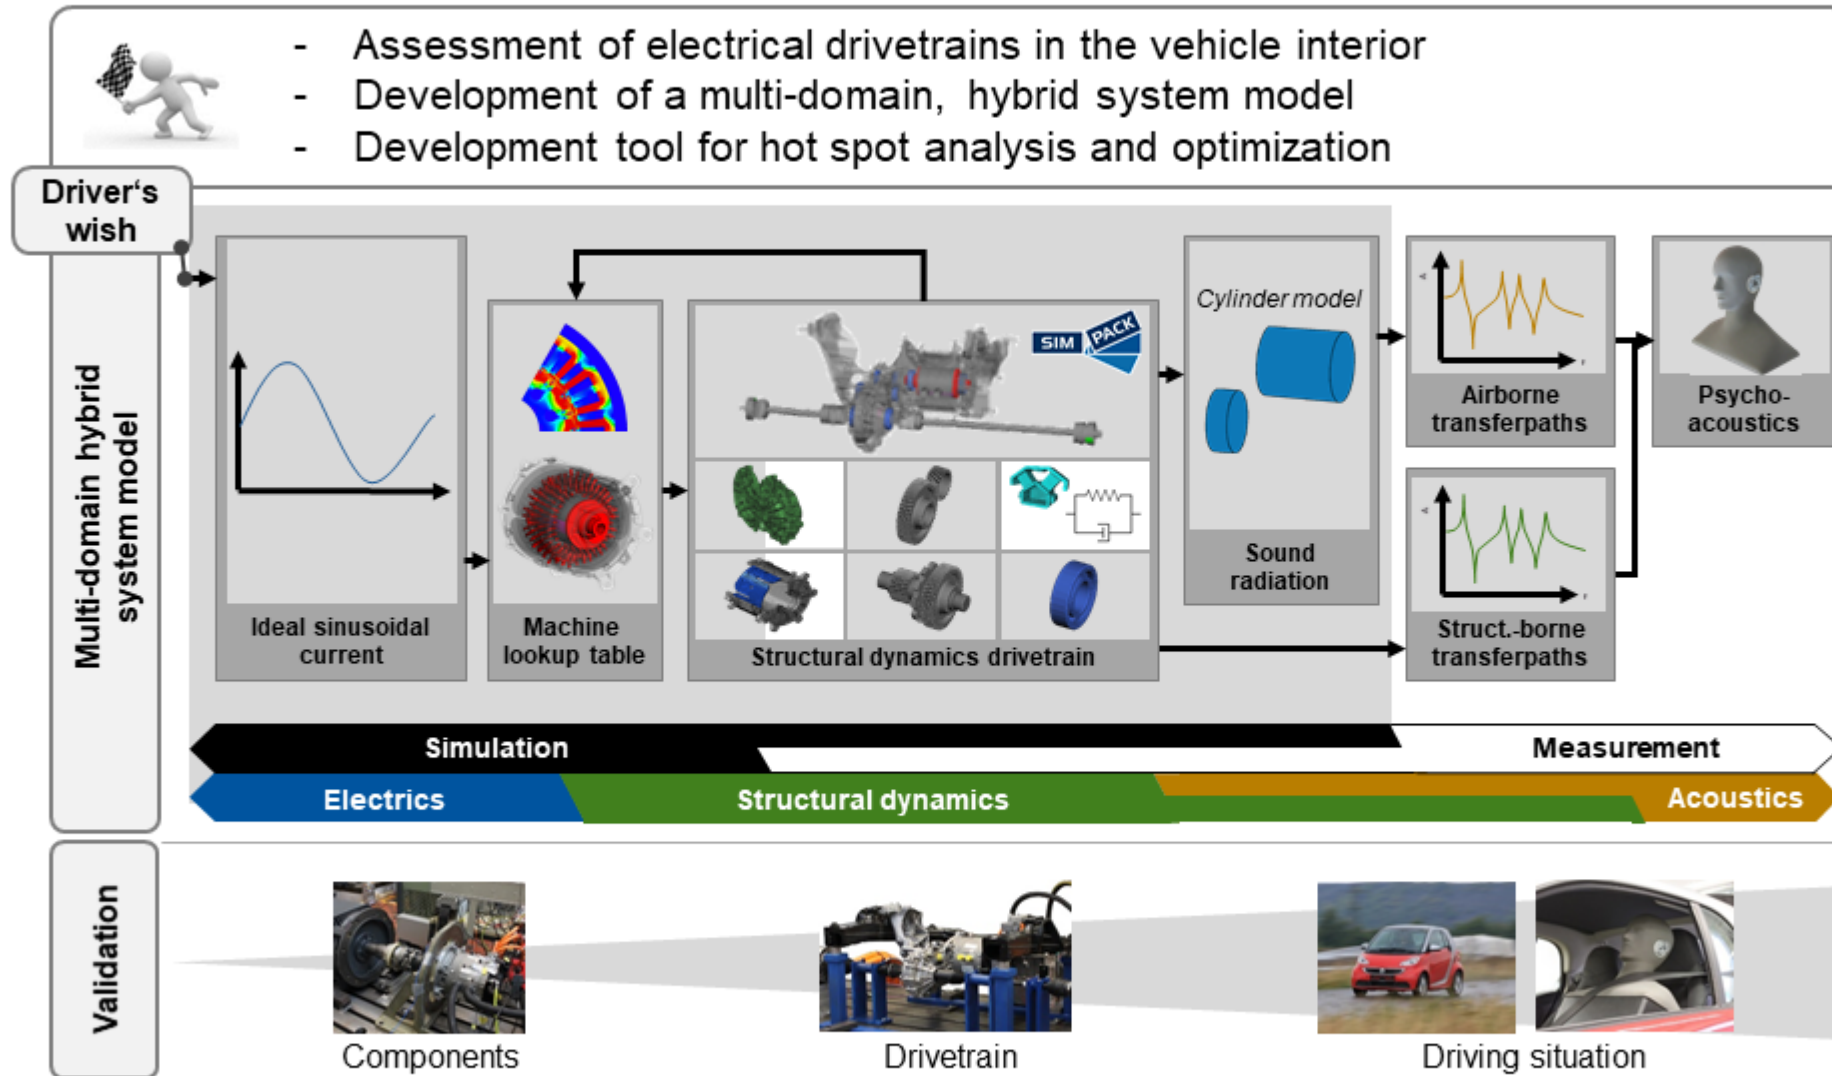 - Assessment of electrical drivetrains in the vehicle interior
- Development of a multi-domain, hybrid system model
- Development tool for hot spot analysis and optimization
Driver‘s
wish
Multi-domain hybrid
system model
Ideal sinusoidal
current
Machine
lookup table
SIM
PACK
Structural dynamics drivetrain
Cylinder model
Sound
radiation
Airborne
transferpaths
Struct.-borne
transferpaths
Psycho-
acoustics
Simulation
Measurement
Electrics
Structural dynamics
Acoustics
Validation
Components
Drivetrain
Driving situation